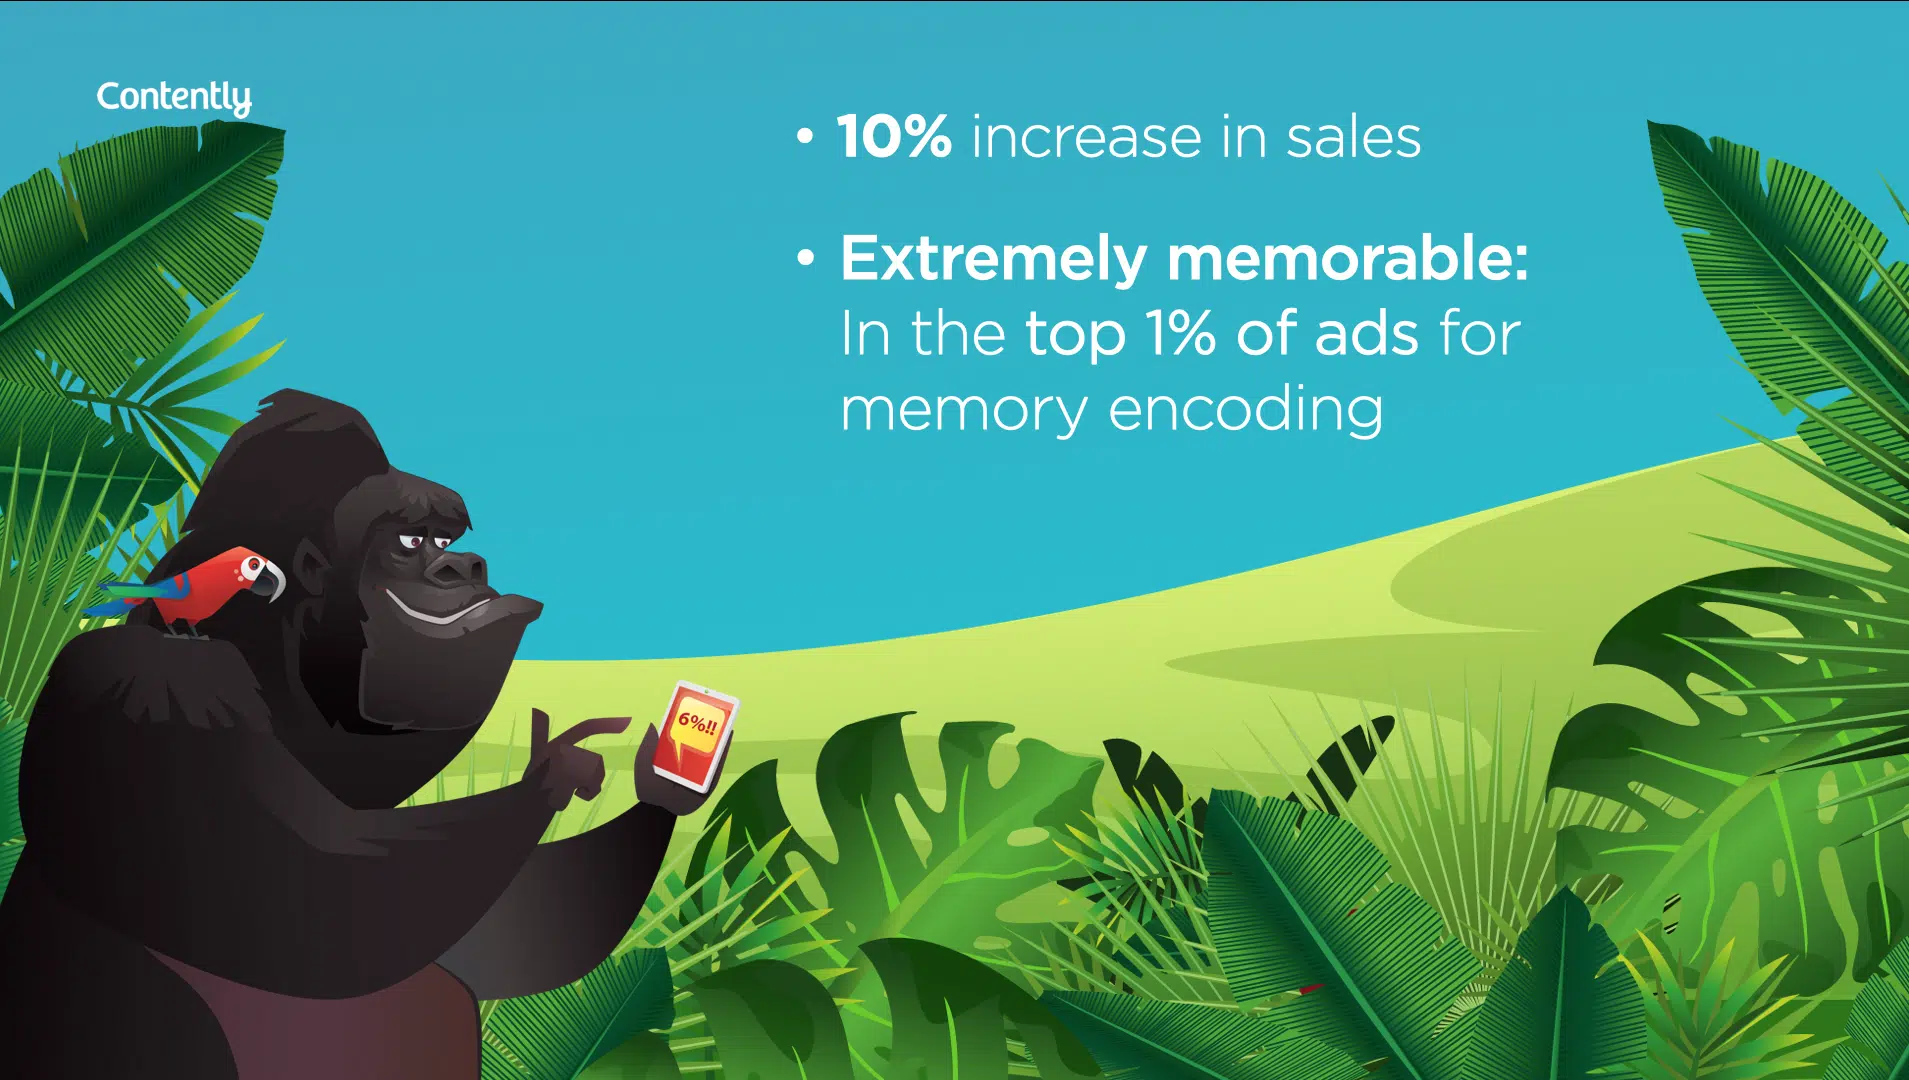 Contently
• 10% increase in sales
• Extremely memorable:
In the top 1% of ads for
memory encoding
6%!!